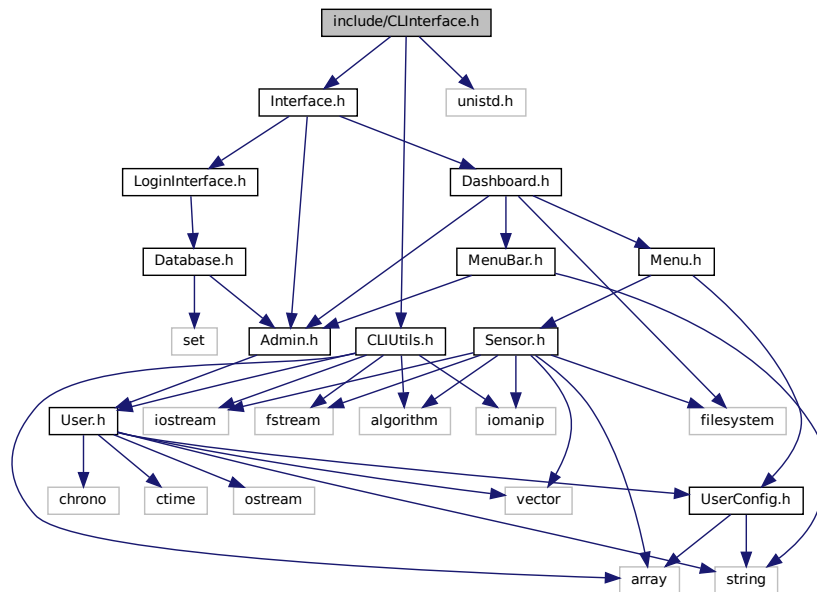 include/CLInterface.h
Interface.h
unistd.h
LoginInterface.h
Dashboard.h
Database.h
MenuBar.h
Menu.h
set
Admin.h
CLIUtils.h
Sensor.h
User.h
iostream
fstream
algorithm
iomanip
filesystem
chrono
ctime
ostream
vector
UserConfig.h
array
string